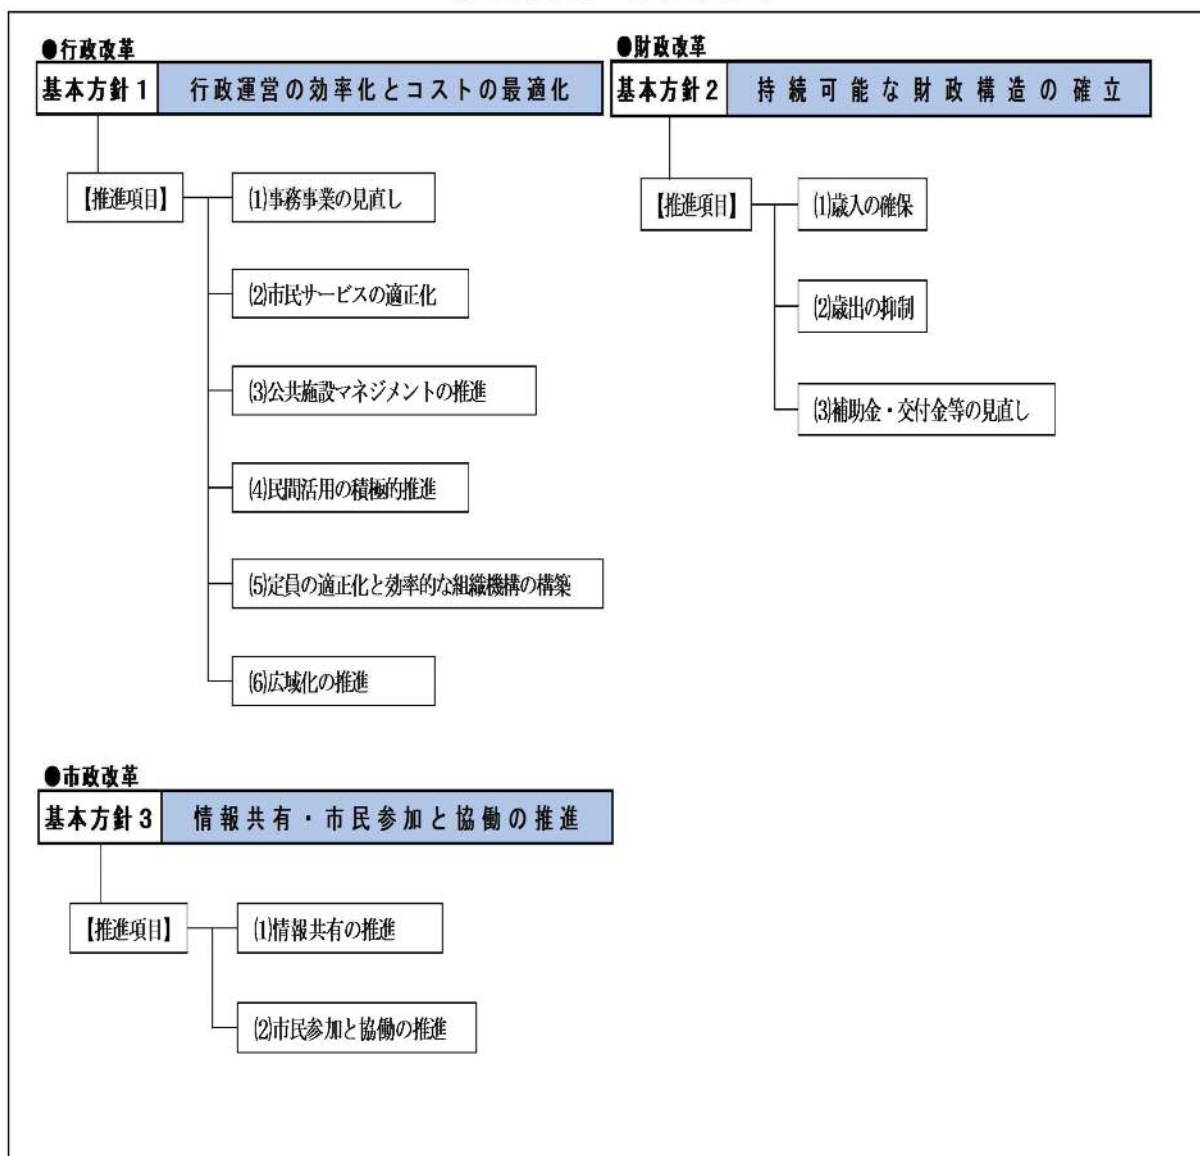 ●行政改革
基本方針1 行政運営の効率化とコストの最適化
【推進項目】
(1)事務事業の見直し
(2)市民サービスの適正化
(3)公共施設マネジメントの推進
(4)民間活用の積極的推進
(5)定員の適正化と効率的な組織機構の構築
(6)広域化の推進
●財政改革
基本方針2 持続可能な財政構造の確立
【推進項目】
(1)歳入の確保
(2)歳出の抑制
(3)補助金・交付金等の見直し
●市政改革
基本方針3 情報共有・市民参加と協働の推進
【推進項目】
(1)情報共有の推進
(2)市民参加と協働の推進